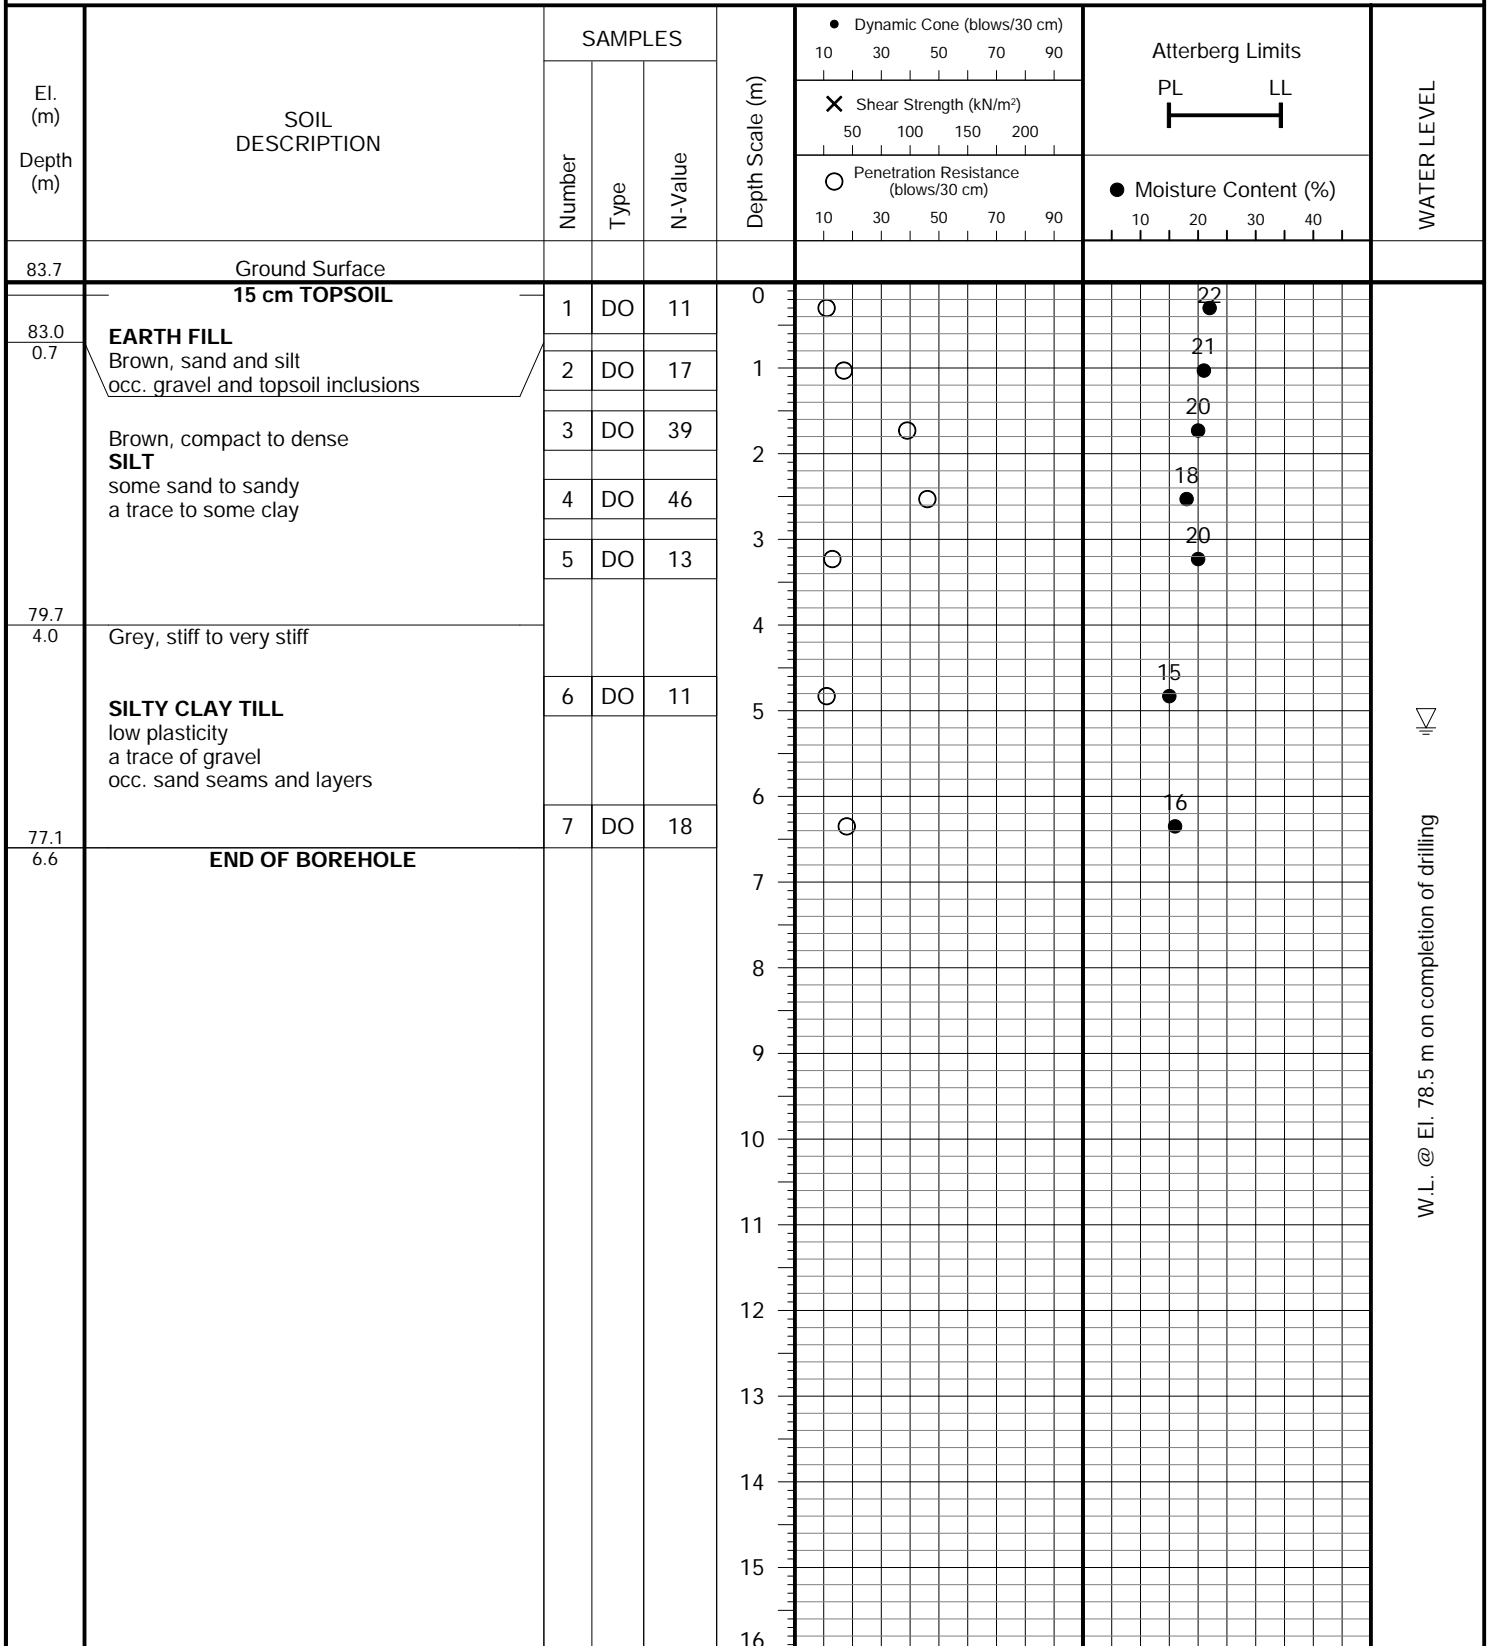 El.
(m)
Depth
(m)
SOIL
DESCRIPTION
SAMPLES
Number
Type
N-Value
Depth Scale (m)
● Dynamic Cone (blows/30 cm)
10 30 50 70 90
✕ Shear Strength (kN/m²)
50 100 150 200
○ Penetration Resistance
(blows/30 cm)
10 30 50 70 90
Atterberg Limits
PL LL
● Moisture Content (%)
10 20 30 40
WATER LEVEL
83.7 Ground Surface
15 cm TOPSOIL
0
1 DO 11
22
83.0
0.7
EARTH FILL
Brown, sand and silt
occ. gravel and topsoil inclusions
2 DO 17
1
21
3 DO 39
20
Brown, compact to dense
SILT
some sand to sandy
a trace to some clay
2
4 DO 46
18
3
5 DO 13
20
79.7
4.0
Grey, stiff to very stiff
4
6 DO 11
15
SILTY CLAY TILL
low plasticity
a trace of gravel
occ. sand seams and layers
5
6
7 DO 18
16
77.1
6.6
END OF BOREHOLE
7
8
9
10
11
12
13
14
15
16
W.L. @ El. 78.5 m on completion of drilling